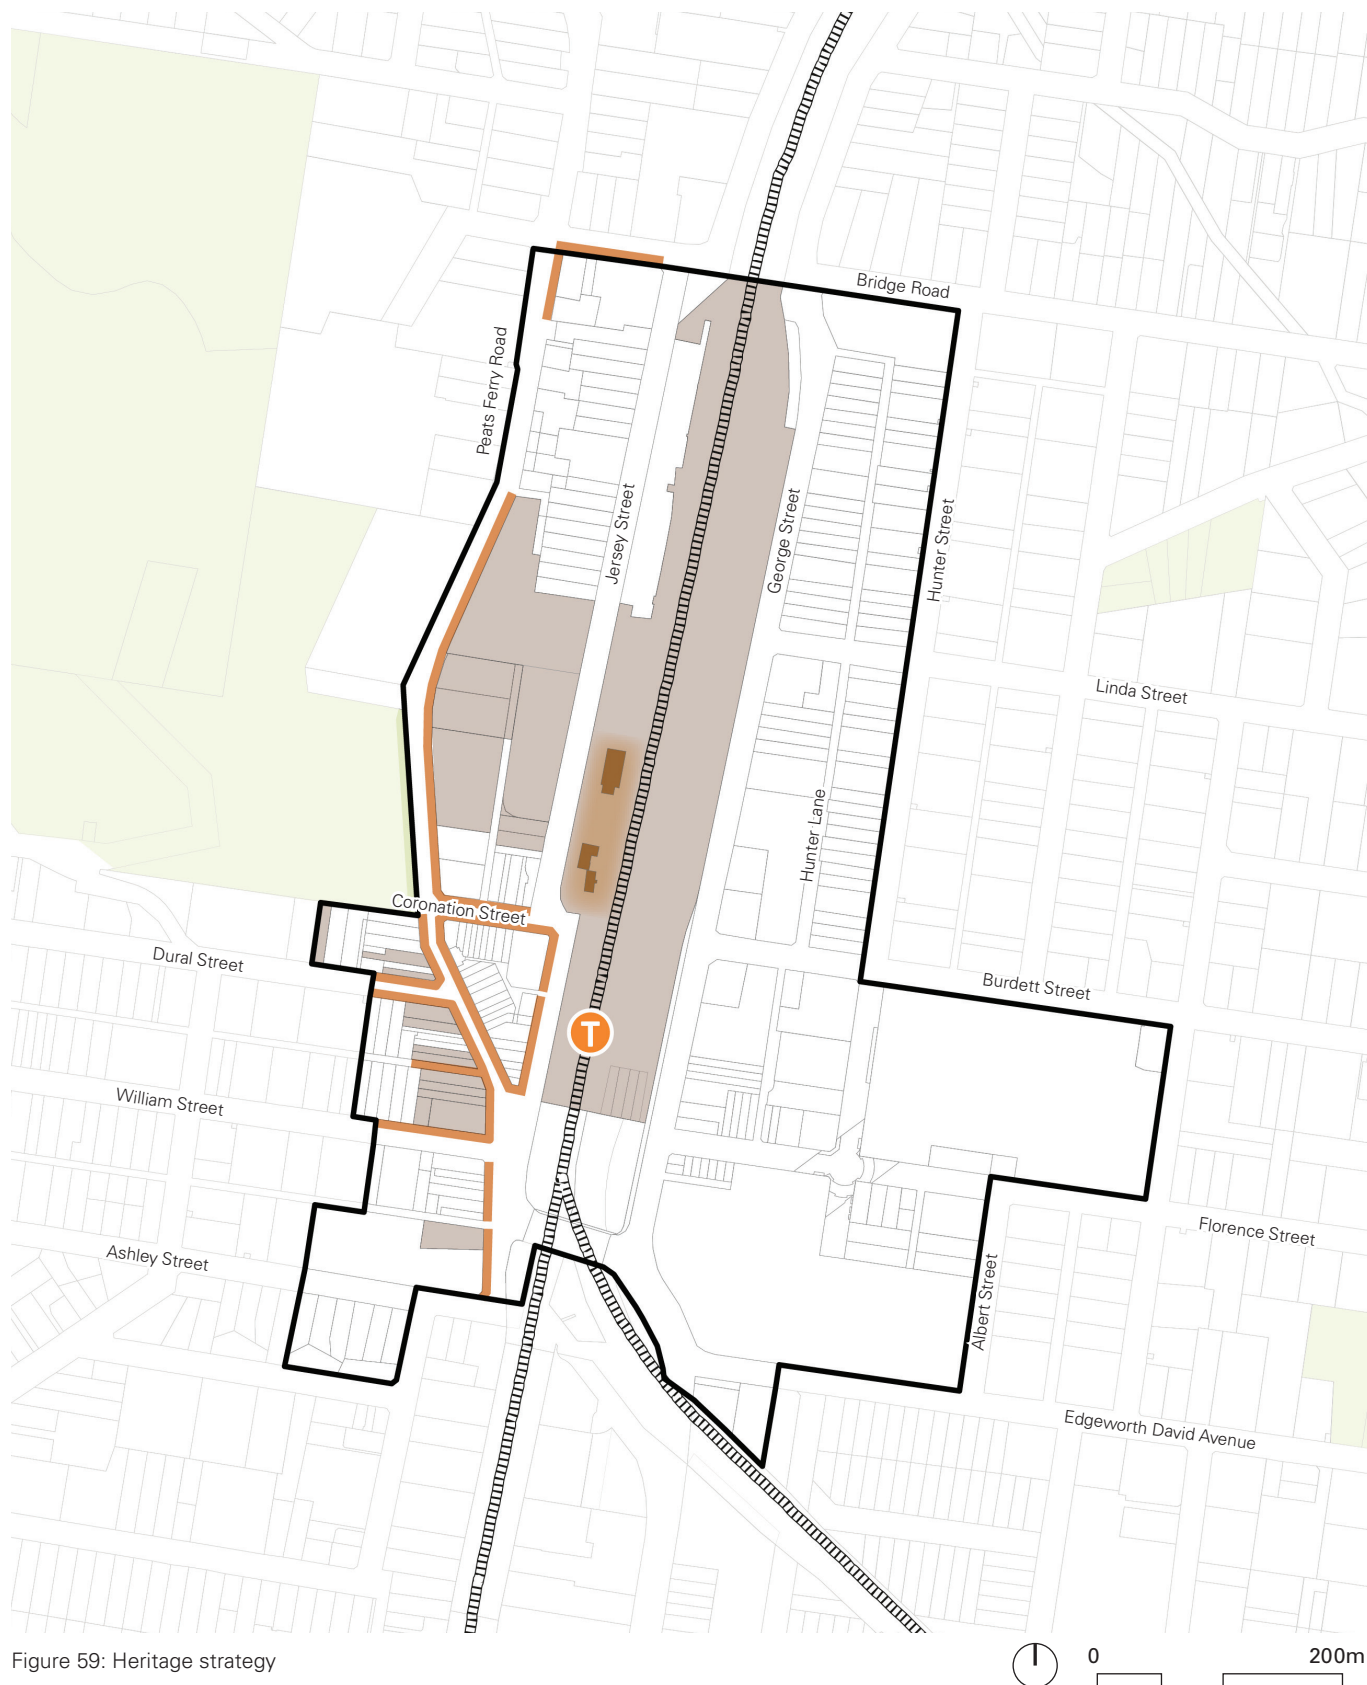 Bridge Road
Peats Ferry Road
Jersey Street
George Street
Hunter Street
Linda Street
Hunter Lane
Coronation Street
Dural Street
Burdett Street
T
William Street
Florence Street
Ashley Street
Albert Street
Edgeworth David Avenue
Figure 59: Heritage strategy
0 200m